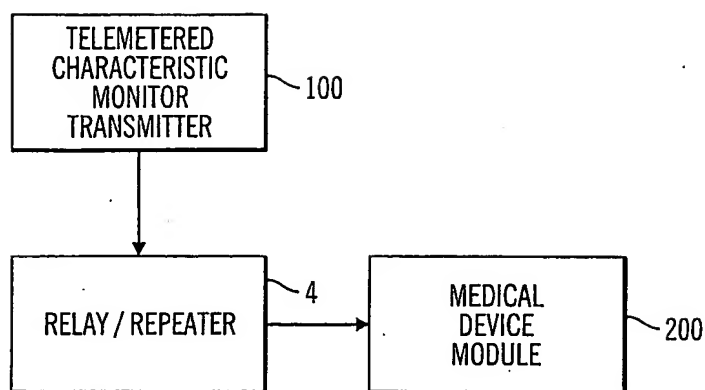 TELEMETERED
CHARACTERISTIC
MONITOR
TRANSMITTER
100
RELAY / REPEATER
4
MEDICAL
DEVICE
MODULE
200